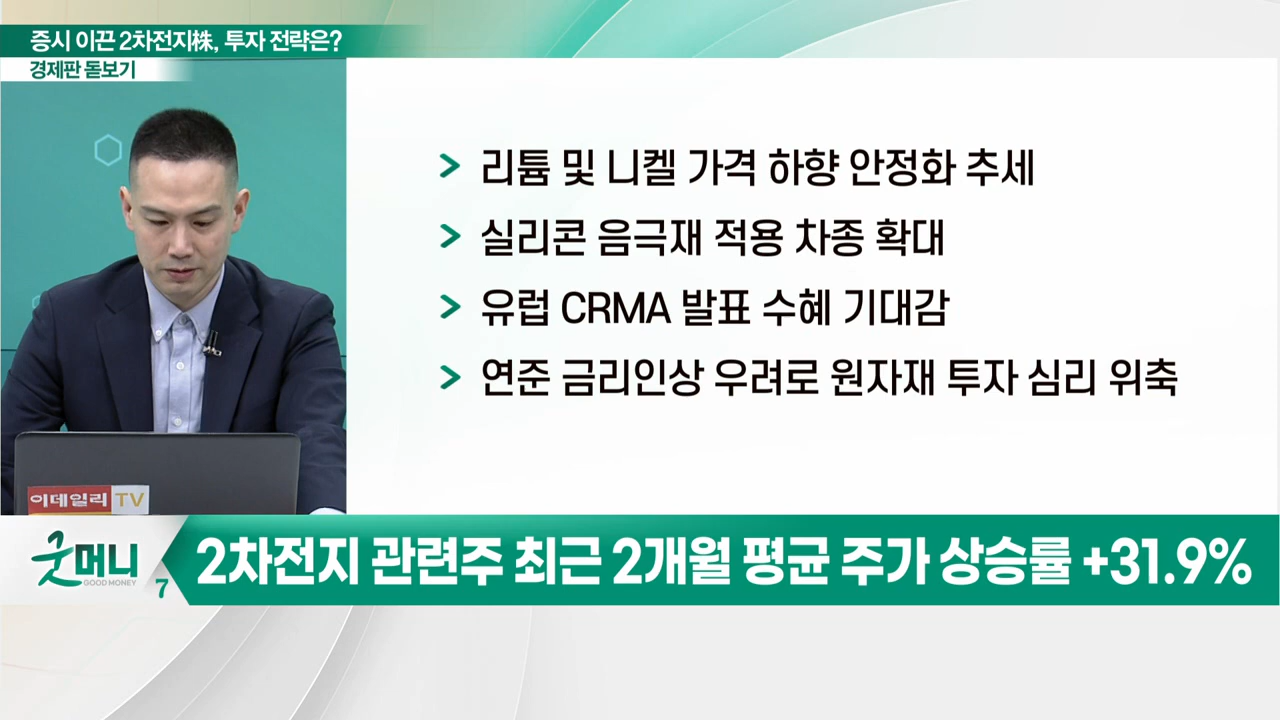 증시 이끈 2차전지株, 투자 전략은?
경제판 돋보기
> 리튬 및 니켈 가격 하향 안정화 추세
> 실리콘 음극재 적용 차종 확대
> 유럽 CRMA 발표 수혜 기대감
> 연준 금리인상 우려로 원자재 투자 심리 위축
이데일리 TV
굿머니
GOOD MONEY
7
2차전지 관련주 최근 2개월 평균 주가 상승률 +31.9%